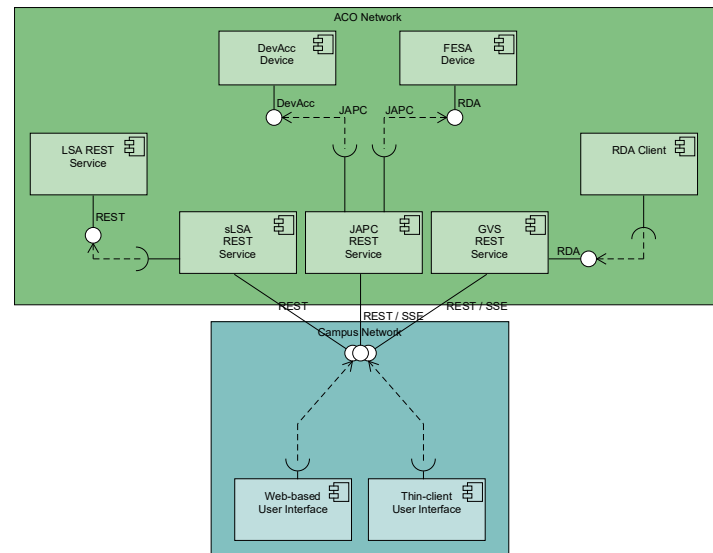 ACO Network
DevAcc
Device
FESA
Device
DevAcc
JAPC
JAPC
RDA
LSA REST
Service
RDA Client
REST
sLSA
REST
Service
JAPC
REST
Service
GVS
REST
Service
RDA
REST
REST / SSE
REST / SSE
Campus Network
Web-based
User Interface
Thin-client
User Interface